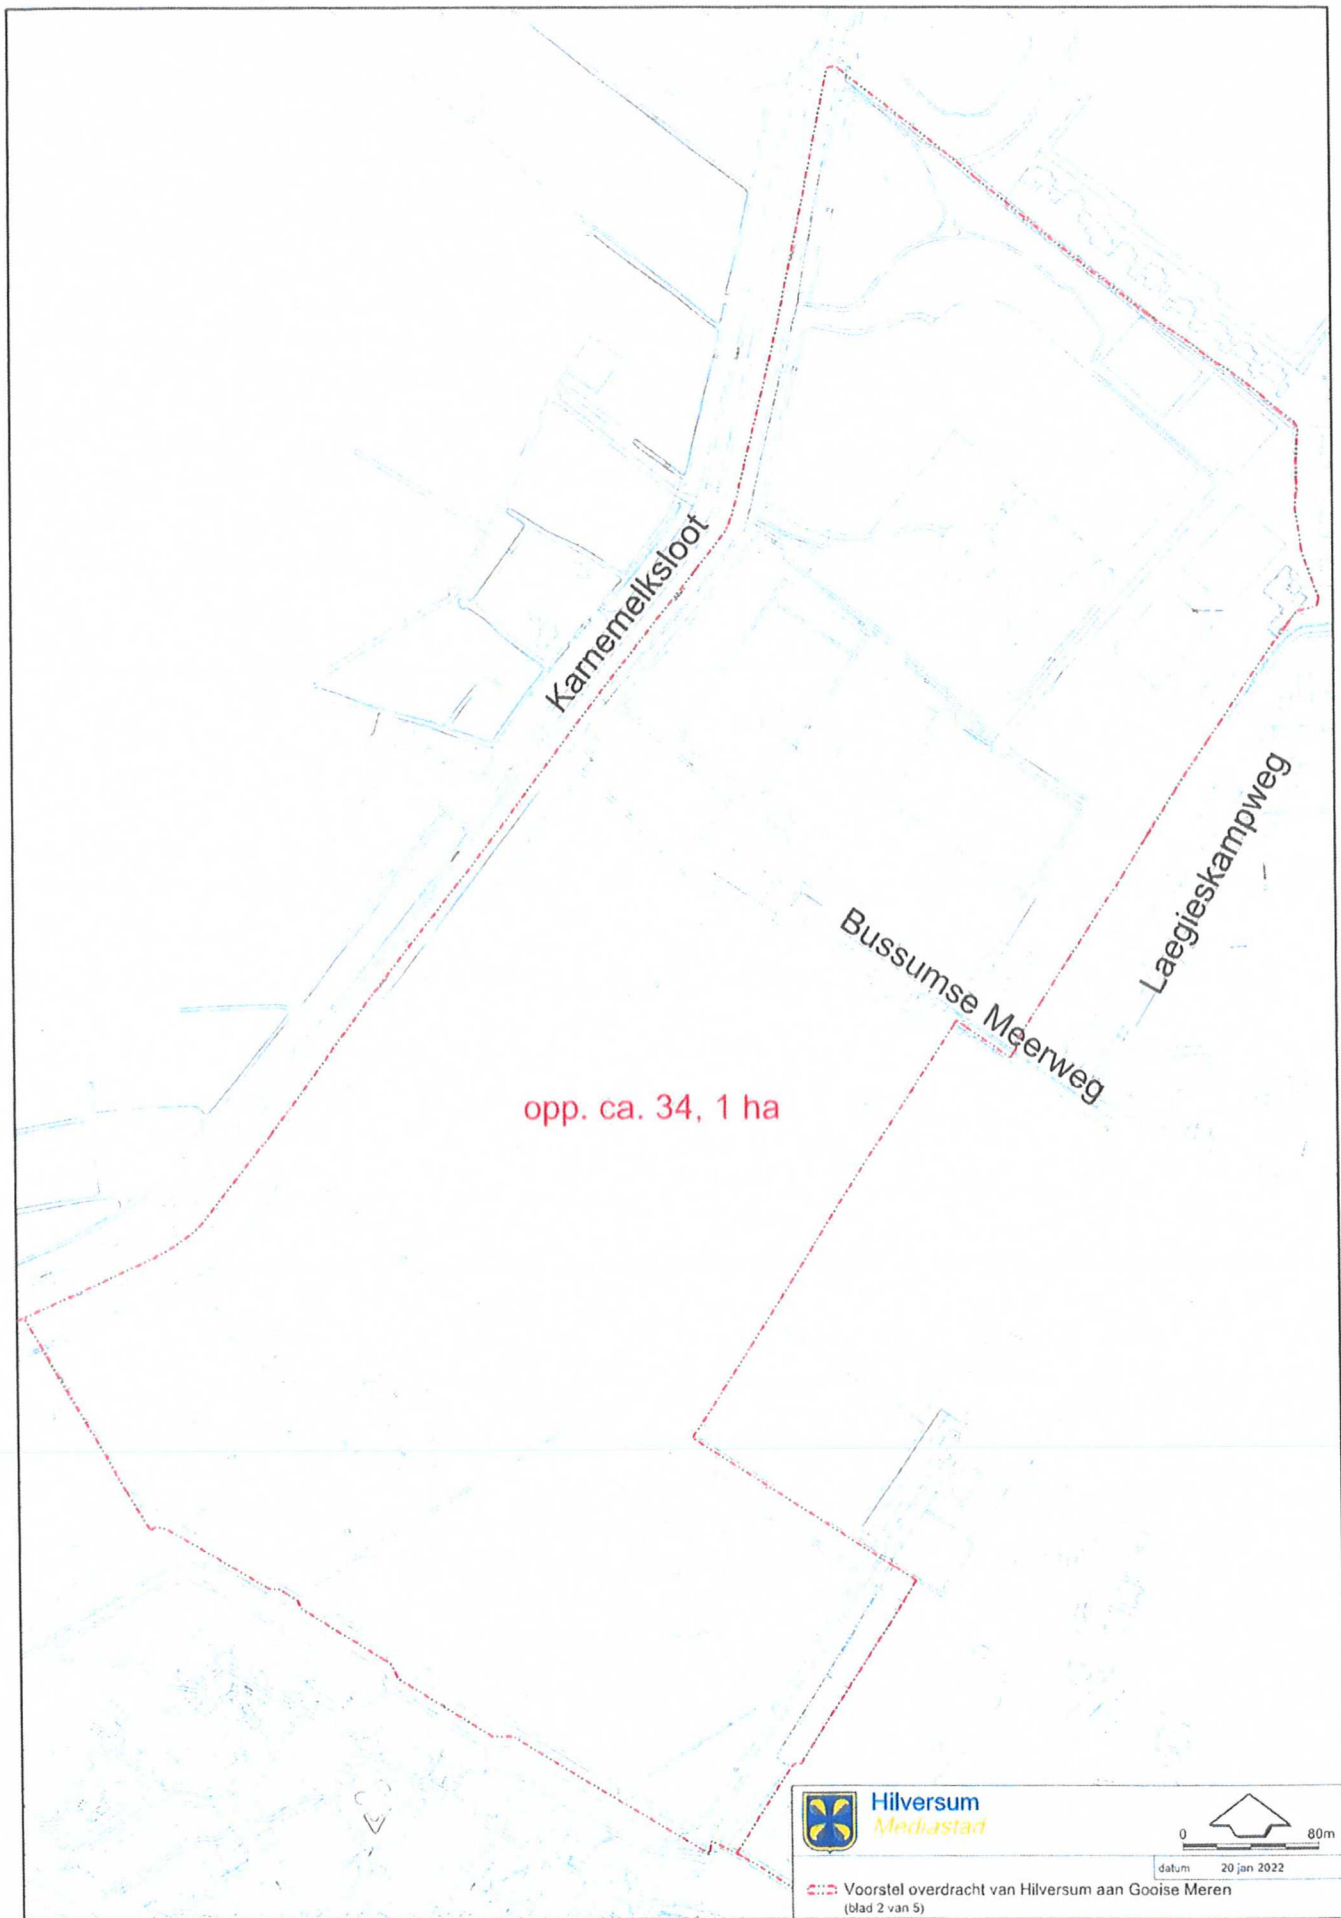 Karnemelksloot
Laegieskampweg
Bussumse Meerweg
opp. ca. 34, 1 ha
Hilversum
Mediastad
0 80m
datum 20 jan 2022
Voorstel overdracht van Hilversum aan Gooise Meren
(blad 2 van 5)